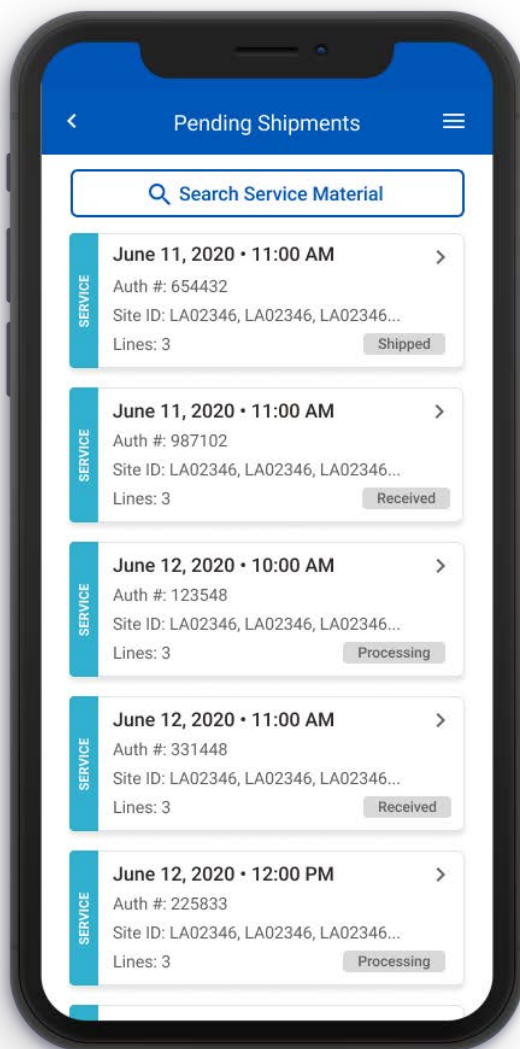 Pending Shipments
Search Service Material
SERVICE
June 11, 2020 • 11:00 AM
Auth #: 654432
Site ID: LA02346, LA02346, LA02346...
Lines: 3
Shipped
SERVICE
June 11, 2020 • 11:00 AM
Auth #: 987102
Site ID: LA02346, LA02346, LA02346...
Lines: 3
Received
SERVICE
June 12, 2020 • 10:00 AM
Auth #: 123548
Site ID: LA02346, LA02346, LA02346...
Lines: 3
Processing
SERVICE
June 12, 2020 • 11:00 AM
Auth #: 331448
Site ID: LA02346, LA02346, LA02346...
Lines: 3
Received
SERVICE
June 12, 2020 • 12:00 PM
Auth #: 225833
Site ID: LA02346, LA02346, LA02346...
Lines: 3
Processing